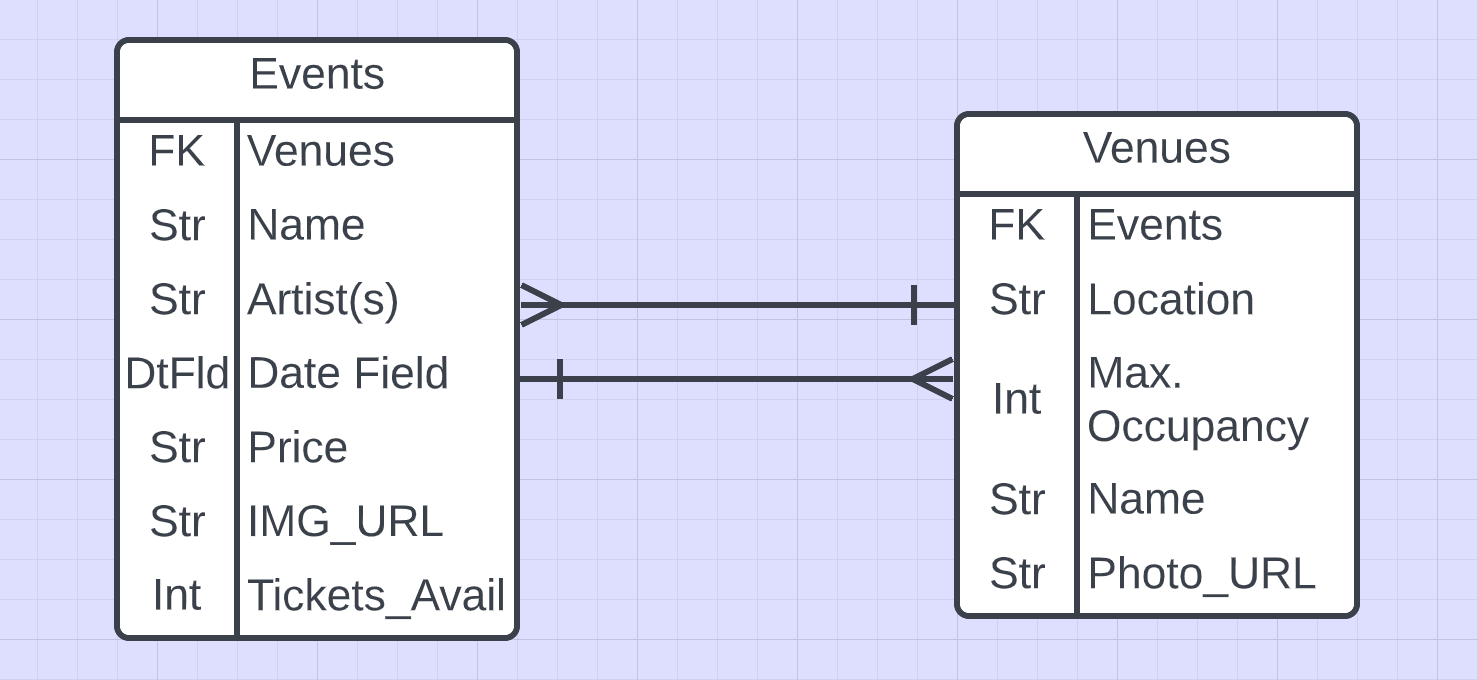 Events
FK Venues
Str Name
Str Artist(s)
DtFld Date Field
Str Price
Str IMG_URL
Int Tickets_Avail
Venues
FK Events
Str Location
Int Max.
Occupancy
Str Name
Str Photo_URL